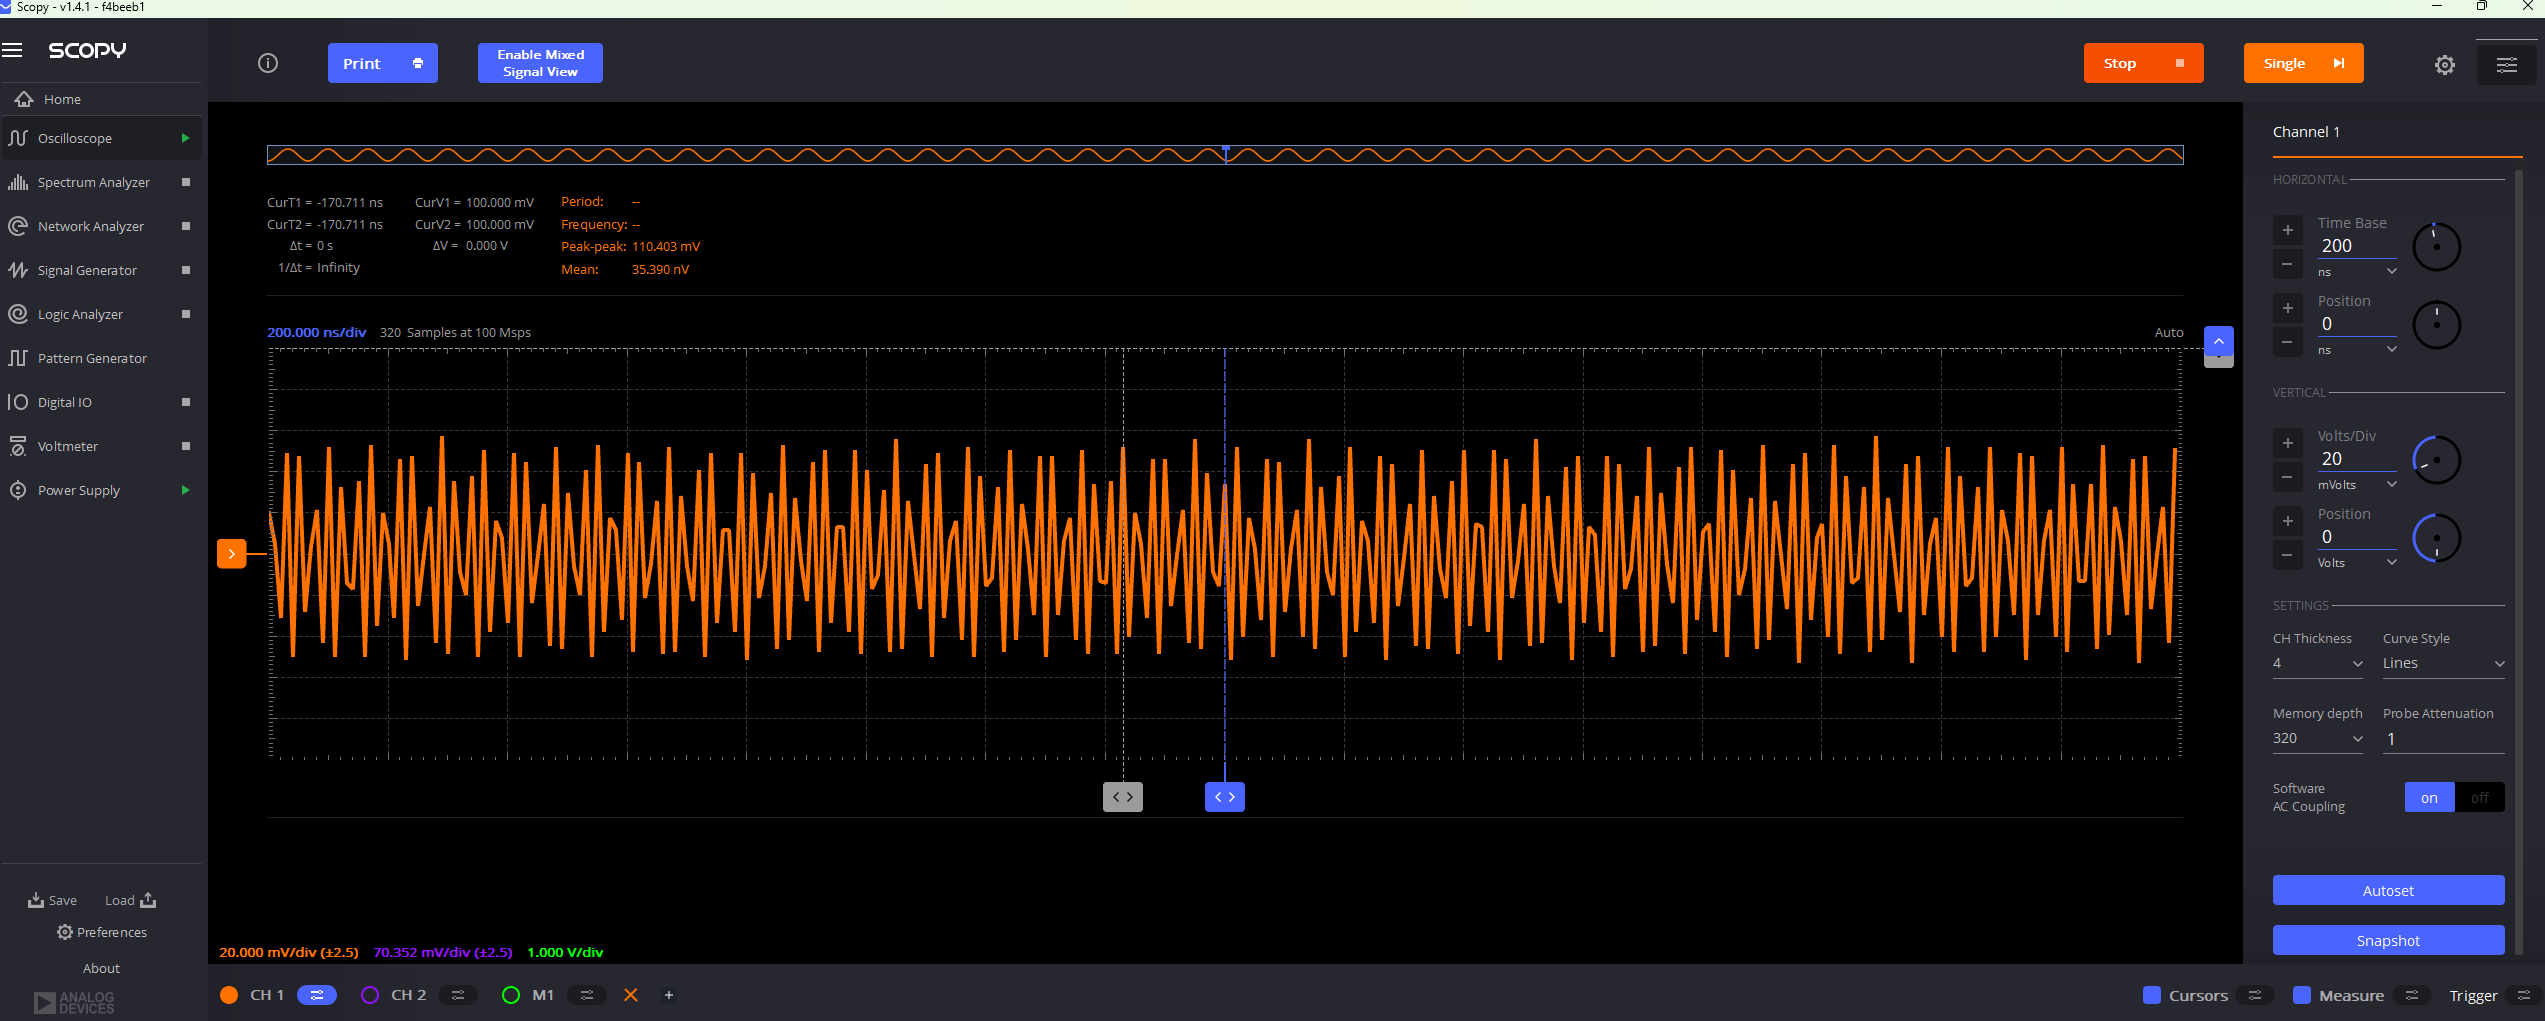 Scopy - v1.4.1 - f4beeb1
SCOPY
Print
Enable Mixed
Signal View
Stop
Single
Home
Oscilloscope
Spectrum Analyzer
Network Analyzer
Signal Generator
Logic Analyzer
Pattern Generator
Digital IO
Voltmeter
Power Supply
Save Load
Preferences
About
ANALOG
DEVICES
CurT1 = -170.711 ns CurV1 = 100.000 mV Period: --
CurT2 = -170.711 ns CurV2 = 100.000 mV Frequency: --
Δt = 0 s ΔV = 0.000 V Peak-peak: 110.403 mV
1/Δt = Infinity Mean: 35.390 nV
200.000 ns/div 320 Samples at 100 Msps Auto
20.000 mV/div (±2.5) 70.352 mV/div (±2.5) 1.000 V/div
CH 1 CH 2 M1 +
Cursors Measure Trigger
Channel 1
HORIZONTAL
Time Base
200
ns
Position
0
ns
VERTICAL
Volts/Div
20
mVolts
Position
0
Volts
SETTINGS
CH Thickness Curve Style
4 Lines
Memory depth Probe Attenuation
320 1
Software
AC Coupling
on off
Autoset
Snapshot